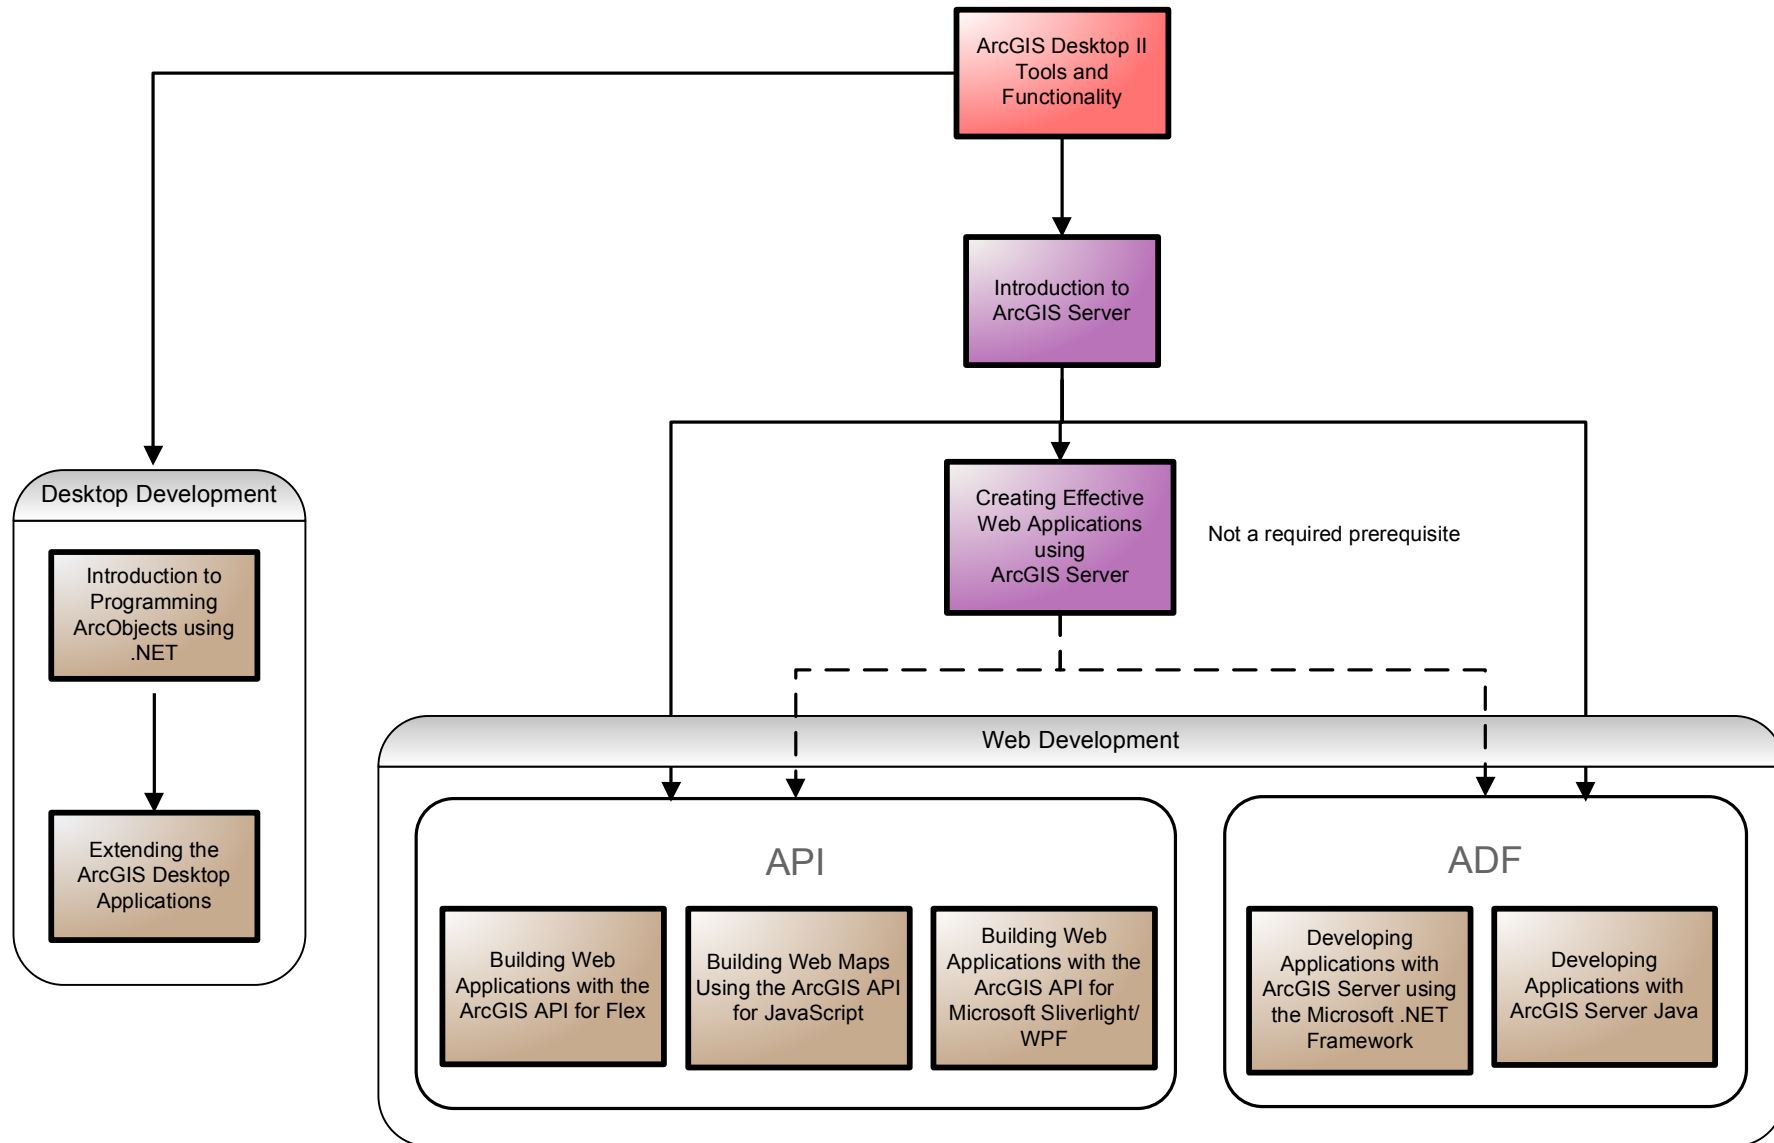 ArcGIS Desktop II
Tools and
Functionality
Introduction to
ArcGIS Server
Desktop Development
Creating Effective
Web Applications
using
ArcGIS Server
Not a required prerequisite
Introduction to
Programming
ArcObjects using
.NET
Extending the
ArcGIS Desktop
Applications
Web Development
API
Building Web
Applications with the
ArcGIS API for Flex
Building Web Maps
Using the ArcGIS API
for JavaScript
Building Web
Applications with the
ArcGIS API for
Microsoft Sliverlight/
WPF
ADF
Developing
Applications with
ArcGIS Server using
the Microsoft .NET
Framework
Developing
Applications with
ArcGIS Server Java